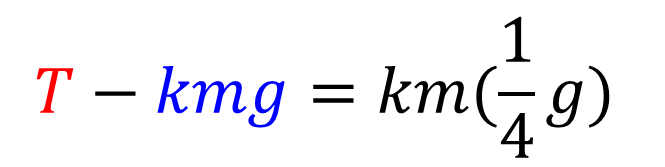 T − kmg = km(1/4 g)